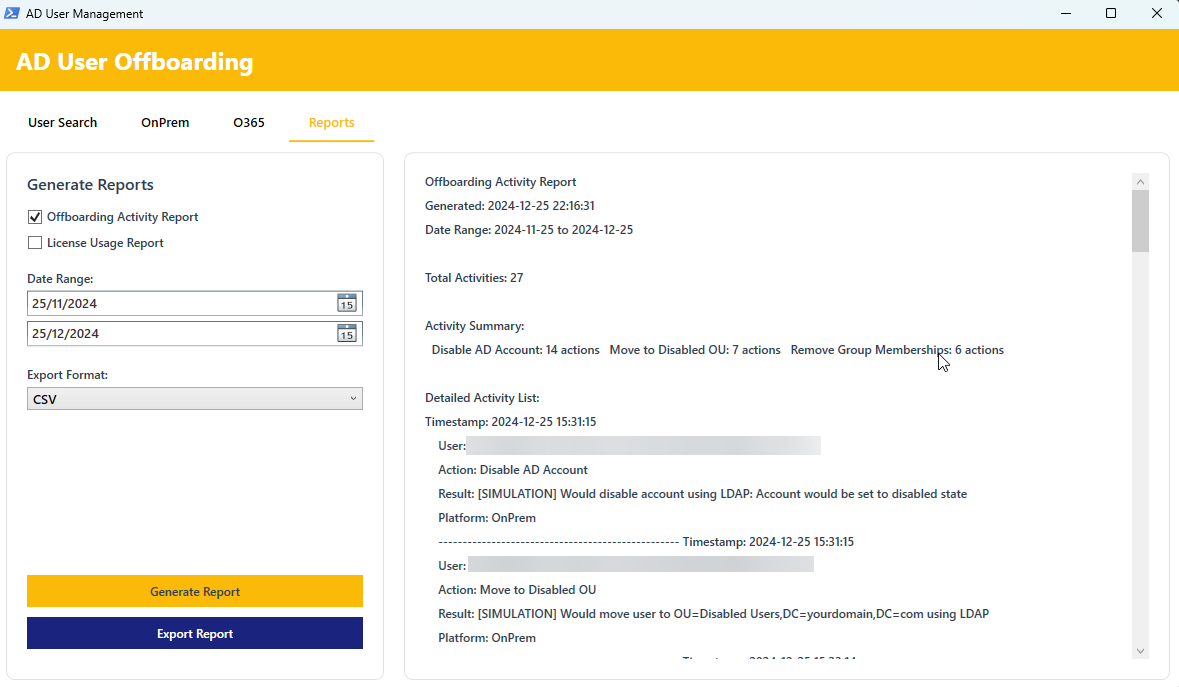 AD User Management
AD User Offboarding
User Search OnPrem O365 Reports
Generate Reports
Offboarding Activity Report
License Usage Report
Date Range:
25/11/2024
15
25/12/2024
15
Export Format:
CSV
Generate Report
Export Report
Offboarding Activity Report
Generated: 2024-12-25 22:16:31
Date Range: 2024-11-25 to 2024-12-25
Total Activities: 27
Activity Summary:
Disable AD Account: 14 actions Move to Disabled OU: 7 actions Remove Group Memberships: 6 actions
Detailed Activity List:
Timestamp: 2024-12-25 15:31:15
User:
Action: Disable AD Account
Result: [SIMULATION] Would disable account using LDAP: Account would be set to disabled state
Platform: OnPrem
-------------------------------------------------- Timestamp: 2024-12-25 15:31:15
User:
Action: Move to Disabled OU
Result: [SIMULATION] Would move user to OU=Disabled Users,DC=yourdomain,DC=com using LDAP
Platform: OnPrem